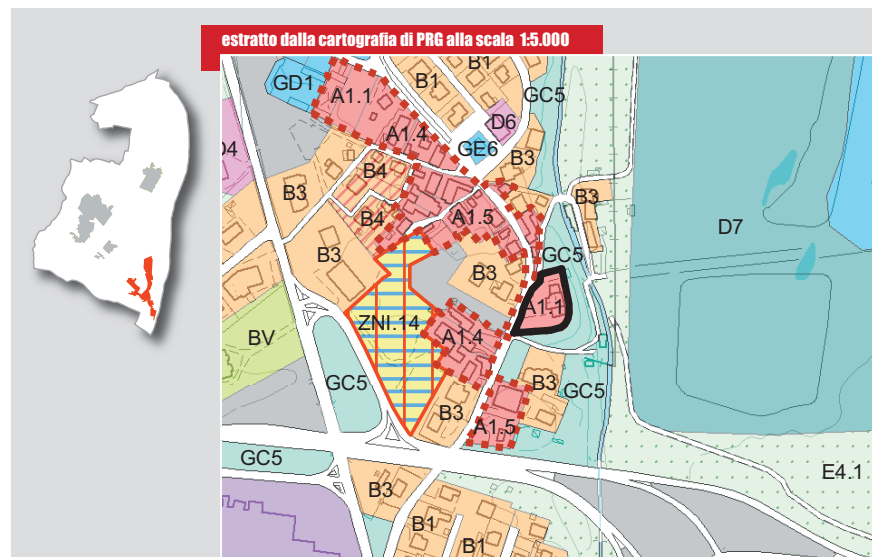 estratto dalla cartografia di PRG alla scala 1:5.000
B1
B1
GD1
A1.1
GC5
D6
A1.4
GE6
B3
D4
B4
B3
B3
B4
A1.5
D7
B3
GC5
B3
A1.1
ZNI.14
A1.4
BV
GC5
B3
GC5
B3
A1.5
GC5
E4.1
B3
B1
B1